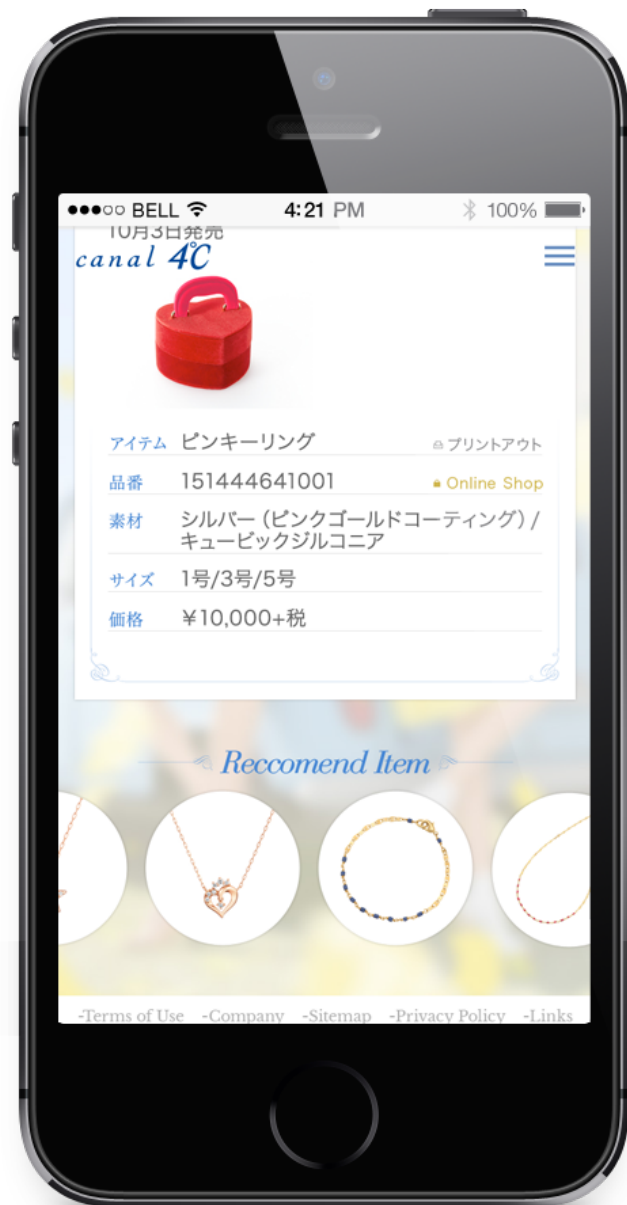 ●●●○○ BELL 4:21 PM 100%
10月3日発売
canal 4℃
アイテム ピンキーリング プリントアウト
品番 151444641001 Online Shop
素材 シルバー(ピンクゴールドコーティング)/
キュービックジルコニア
サイズ 1号/3号/5号
価格 ¥10,000+税
Reccomend Item
-Terms of Use -Company -Sitemap -Privacy Policy -Links